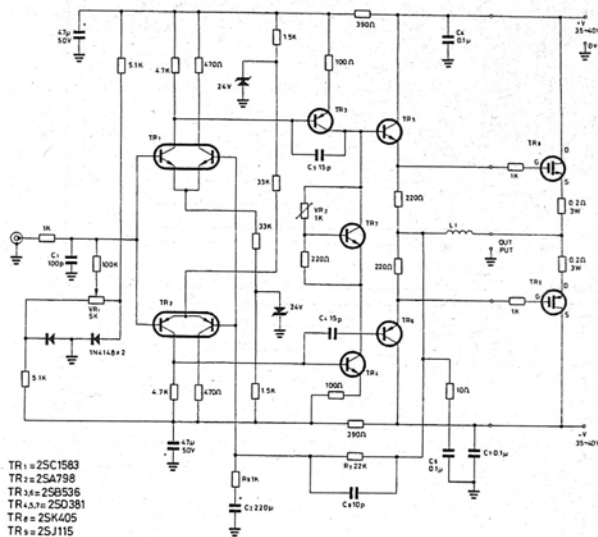 47μ
50V
5.1K
4.7K
470Ω
1.5K
24V
390Ω
C6
0.1μ
-V
35~40V
0V
100Ω
TR3
TR5
C3 15p
TR1
33K
33K
VR2
1K
220Ω
TR7
220Ω
220Ω
1K
G
D
S
TR8
0.2Ω
3W
L1
OUT
PUT
0.2Ω
3W
1K
G
S
D
1K
C1
100p
100K
VR1
5K
1N4148×2
5.1K
TR2
24V
C4 15p
TR6
TR4
4.7K
470Ω
1.5K
100Ω
390Ω
10Ω
C5
0.1μ
C7 0.1μ
-V
35~40V
47μ
50V
1K
C2 220μ
22K
10p
TR1=2SC1583
TR2=2SA798
TR3,6=2SB536
TR4,5,7=2SD381
TR8=2SK405
TR9=2SJ115